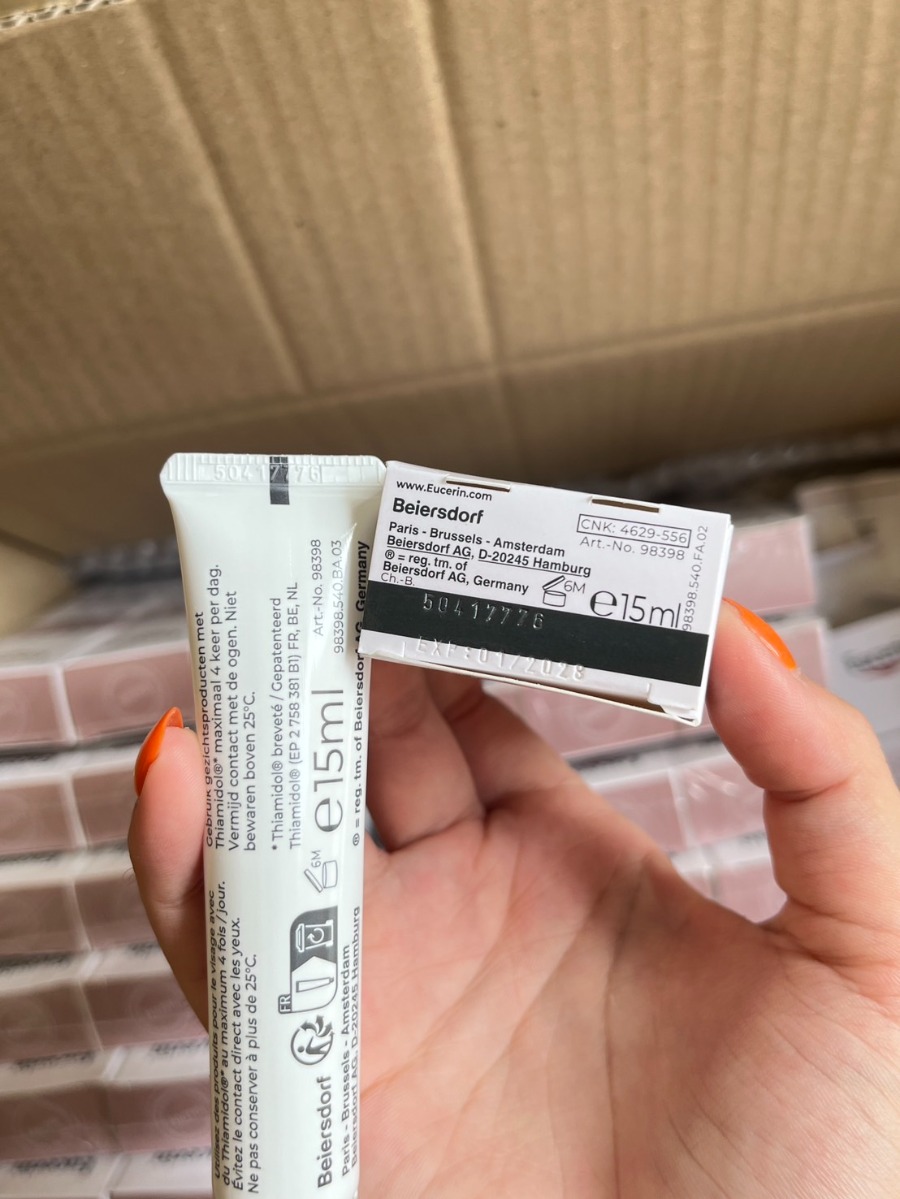 50417776
Utilisez des produits pour le visage avec
du Thiamidol®* au maximum 4 fois / jour.
Évitez le contact direct avec les yeux.
Ne pas conserver à plus de 25°C.
Gebruik gezichtsproducten met
Thiamidol®* maximaal 4 keer per dag.
Vermijd contact met de ogen. Niet
bewaren boven 25°C.
*Thiamidol® breveté / Gepatenteerd
Thiamidol® (EP 2 758 381 B1) FR, BE, NL
Art.-No. 98398
98398.540.BA.03
FR
6M
e15ml
Beiersdorf
Paris - Brussels - Amsterdam
Beiersdorf AG, D-20245 Hamburg
® = reg. tm. of Beiersdorf AG, Germany
www.Eucerin.com
Beiersdorf
Paris - Brussels - Amsterdam
Beiersdorf AG, D-20245 Hamburg
® = reg. tm. of
Beiersdorf AG, Germany
Ch.-B.
6M
CNK: 4629-556
Art.-No. 98398
e15ml
98398.540.FA.02
50417776
EXP:01/2028